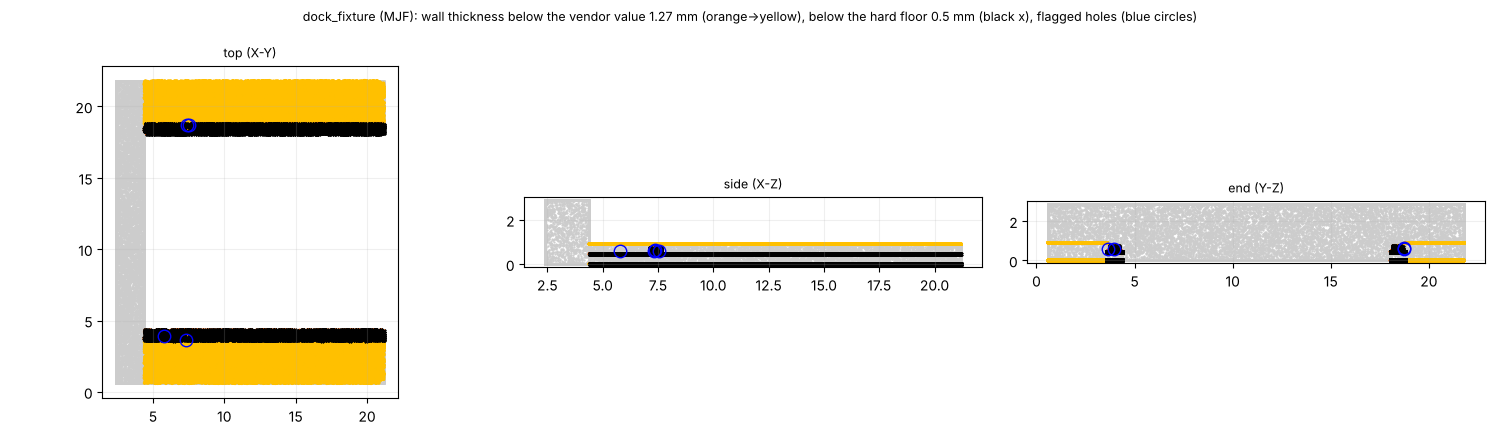 dock_fixture (MJF): wall thickness below the vendor value 1.27 mm (orange→yellow), below the hard floor 0.5 mm (black x), flagged holes (blue circles)
top (X-Y)
20
15
10
5
0
5 10 15 20
side (X-Z)
2
0
2.5 5.0 7.5 10.0 12.5 15.0 17.5 20.0
end (Y-Z)
2
0
0 5 10 15 20